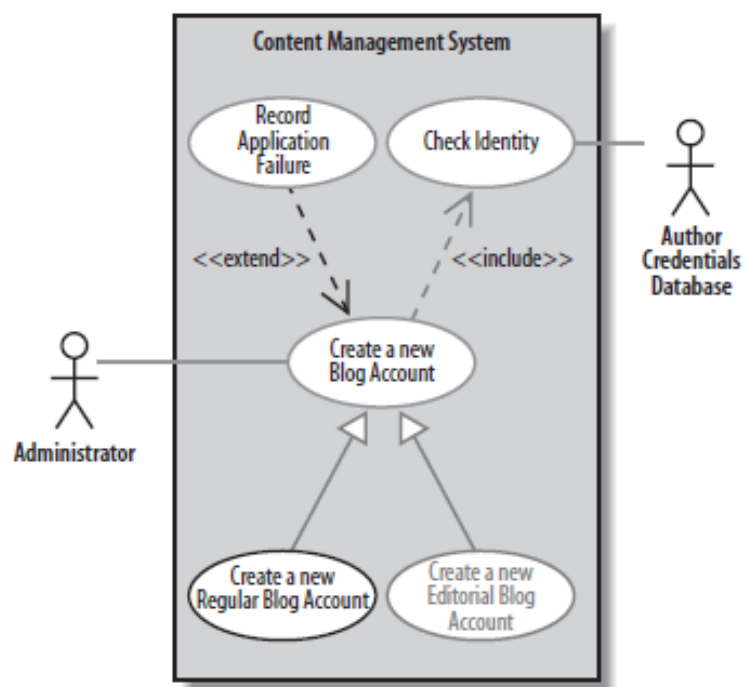 Content Management System
Record
Application
Failure
Check Identity
Author
Credentials
Database
<<extend>>
<<include>>
Create a new
Blog Account
Administrator
Create a new
Regular Blog Account
Create a new
Editorial Blog
Account